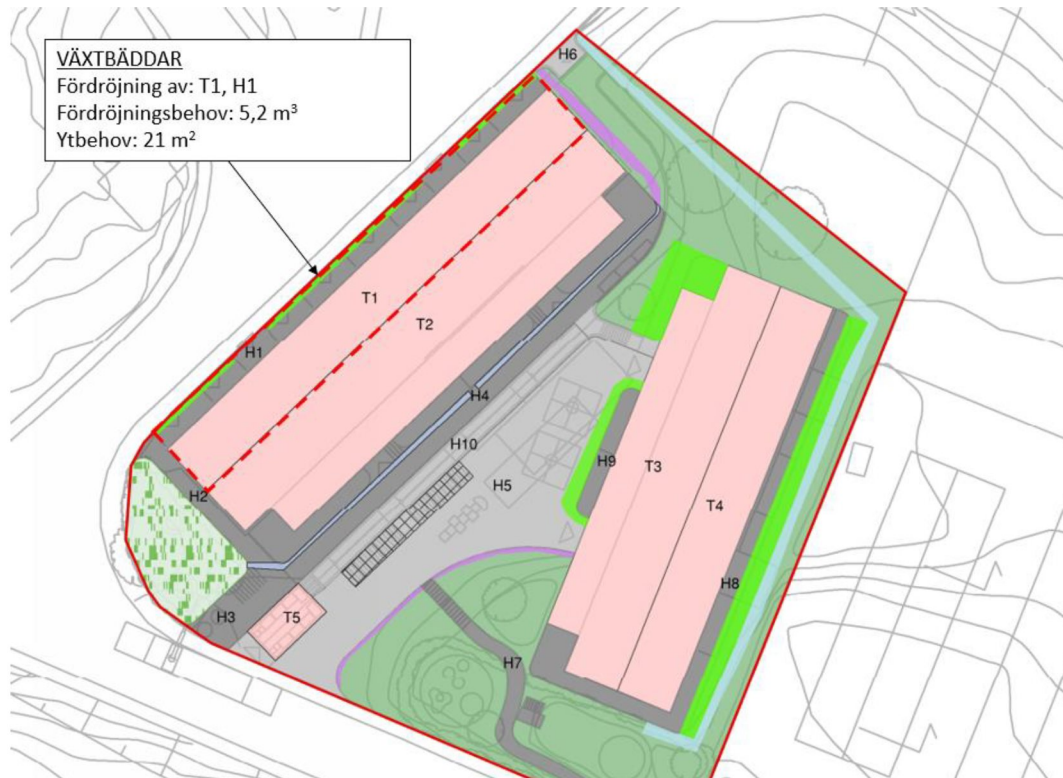 VÄXTBÄDDAR
Fördröjning av: T1, H1
Fördröjningsbehov: 5,2 m³
Ytbehov: 21 m²
H6
T1
T2
H1
H4
H10
H5
H9
T3
T4
H2
H8
H3
T5
H7